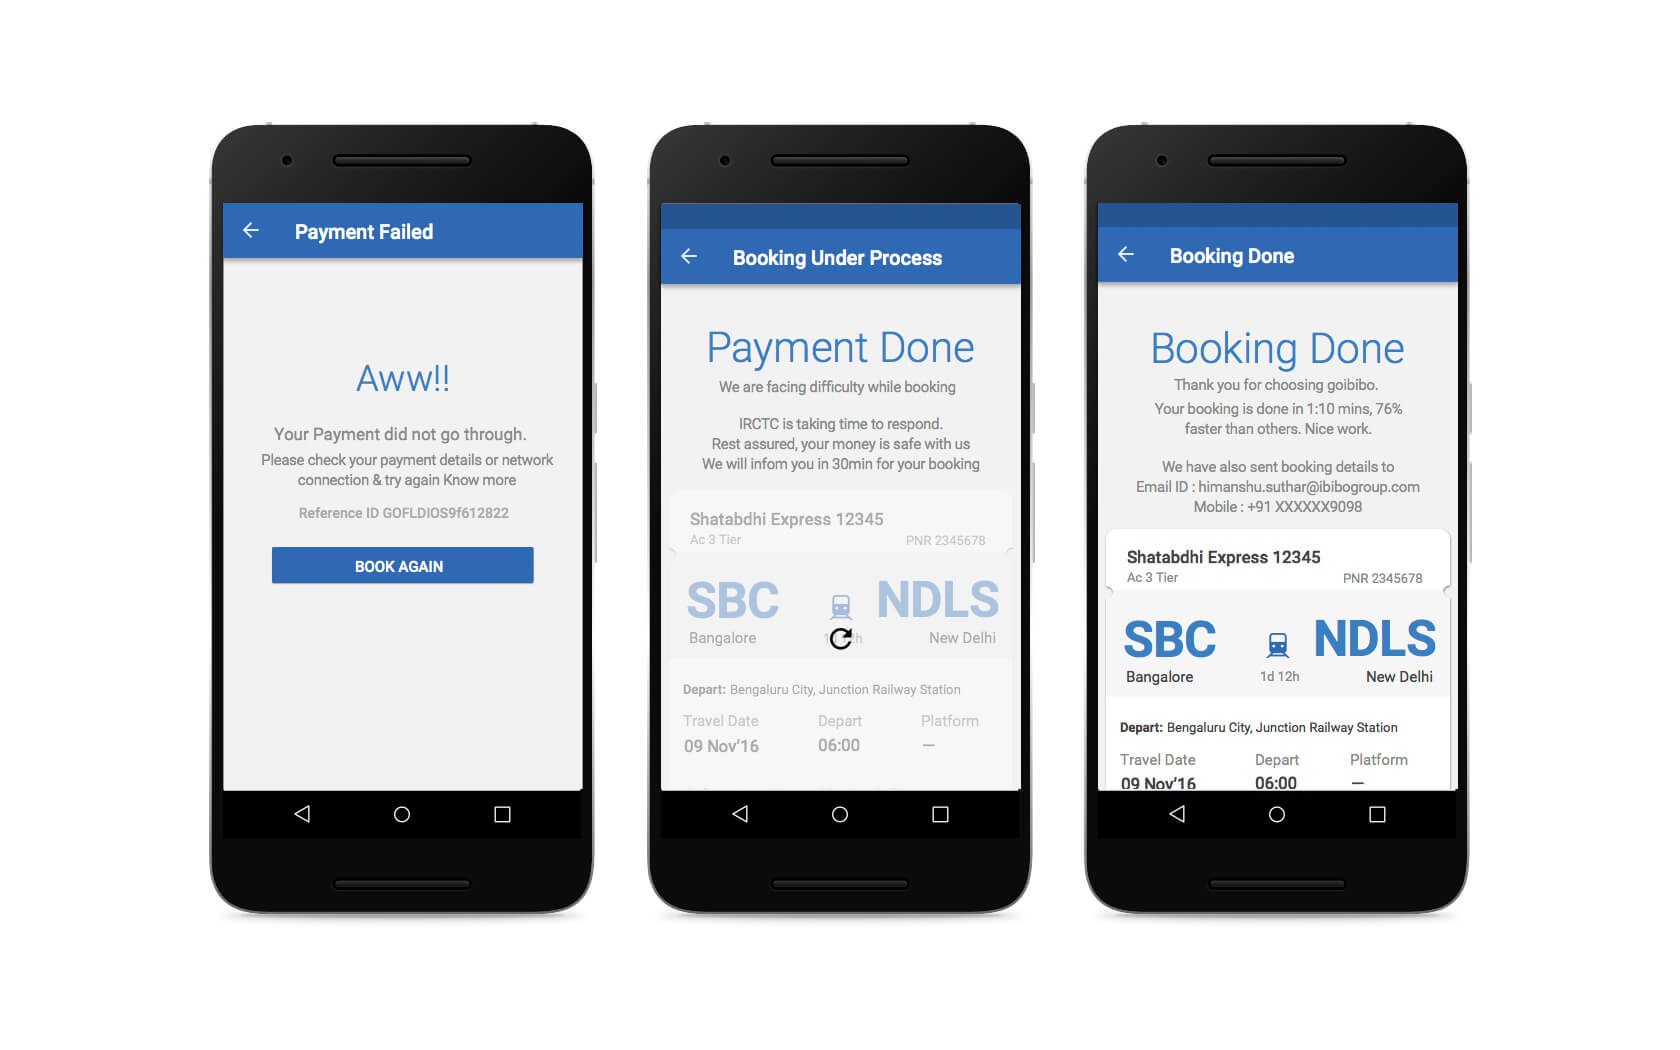 Payment Failed
Aww!!
Your Payment did not go through.
Please check your payment details or network
connection & try again Know more
Reference ID GOFLDIOS9f612822
BOOK AGAIN
Booking Under Process
Payment Done
We are facing difficulty while booking
IRCTC is taking time to respond.
Rest assured, your money is safe with us
We will infom you in 30min for your booking
Shatabdhi Express 12345
Ac 3 Tier PNR 2345678
SBC NDLS
Bangalore New Delhi
Depart: Bengaluru City, Junction Railway Station
Travel Date Depart Platform
09 Nov'16 06:00 —
Booking Done
Booking Done
Thank you for choosing goibibo.
Your booking is done in 1:10 mins, 76%
faster than others. Nice work.
We have also sent booking details to
Email ID : himanshu.suthar@ibibogroup.com
Mobile : +91 XXXXXX9098
Shatabdhi Express 12345
Ac 3 Tier PNR 2345678
SBC NDLS
Bangalore 1d 12h New Delhi
Depart: Bengaluru City, Junction Railway Station
Travel Date Depart Platform
09 Nov'16 06:00 —